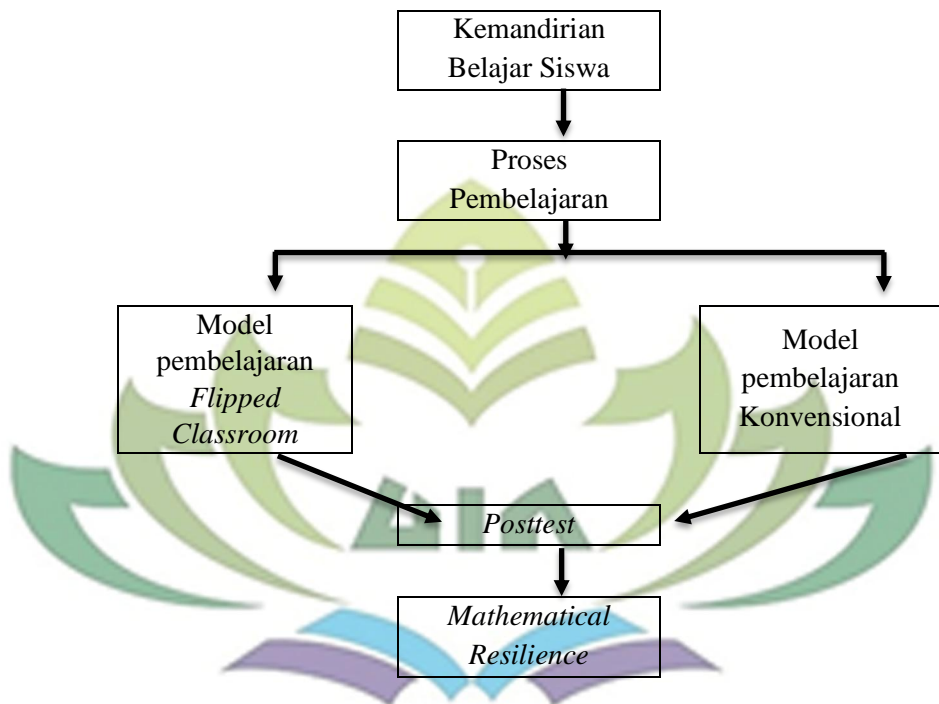 Kemandirian
Belajar Siswa
Proses
Pembelajaran
Model
pembelajaran
Flipped
Classroom
Model
pembelajaran
Konvensional
Posttest
Mathematical
Resilience